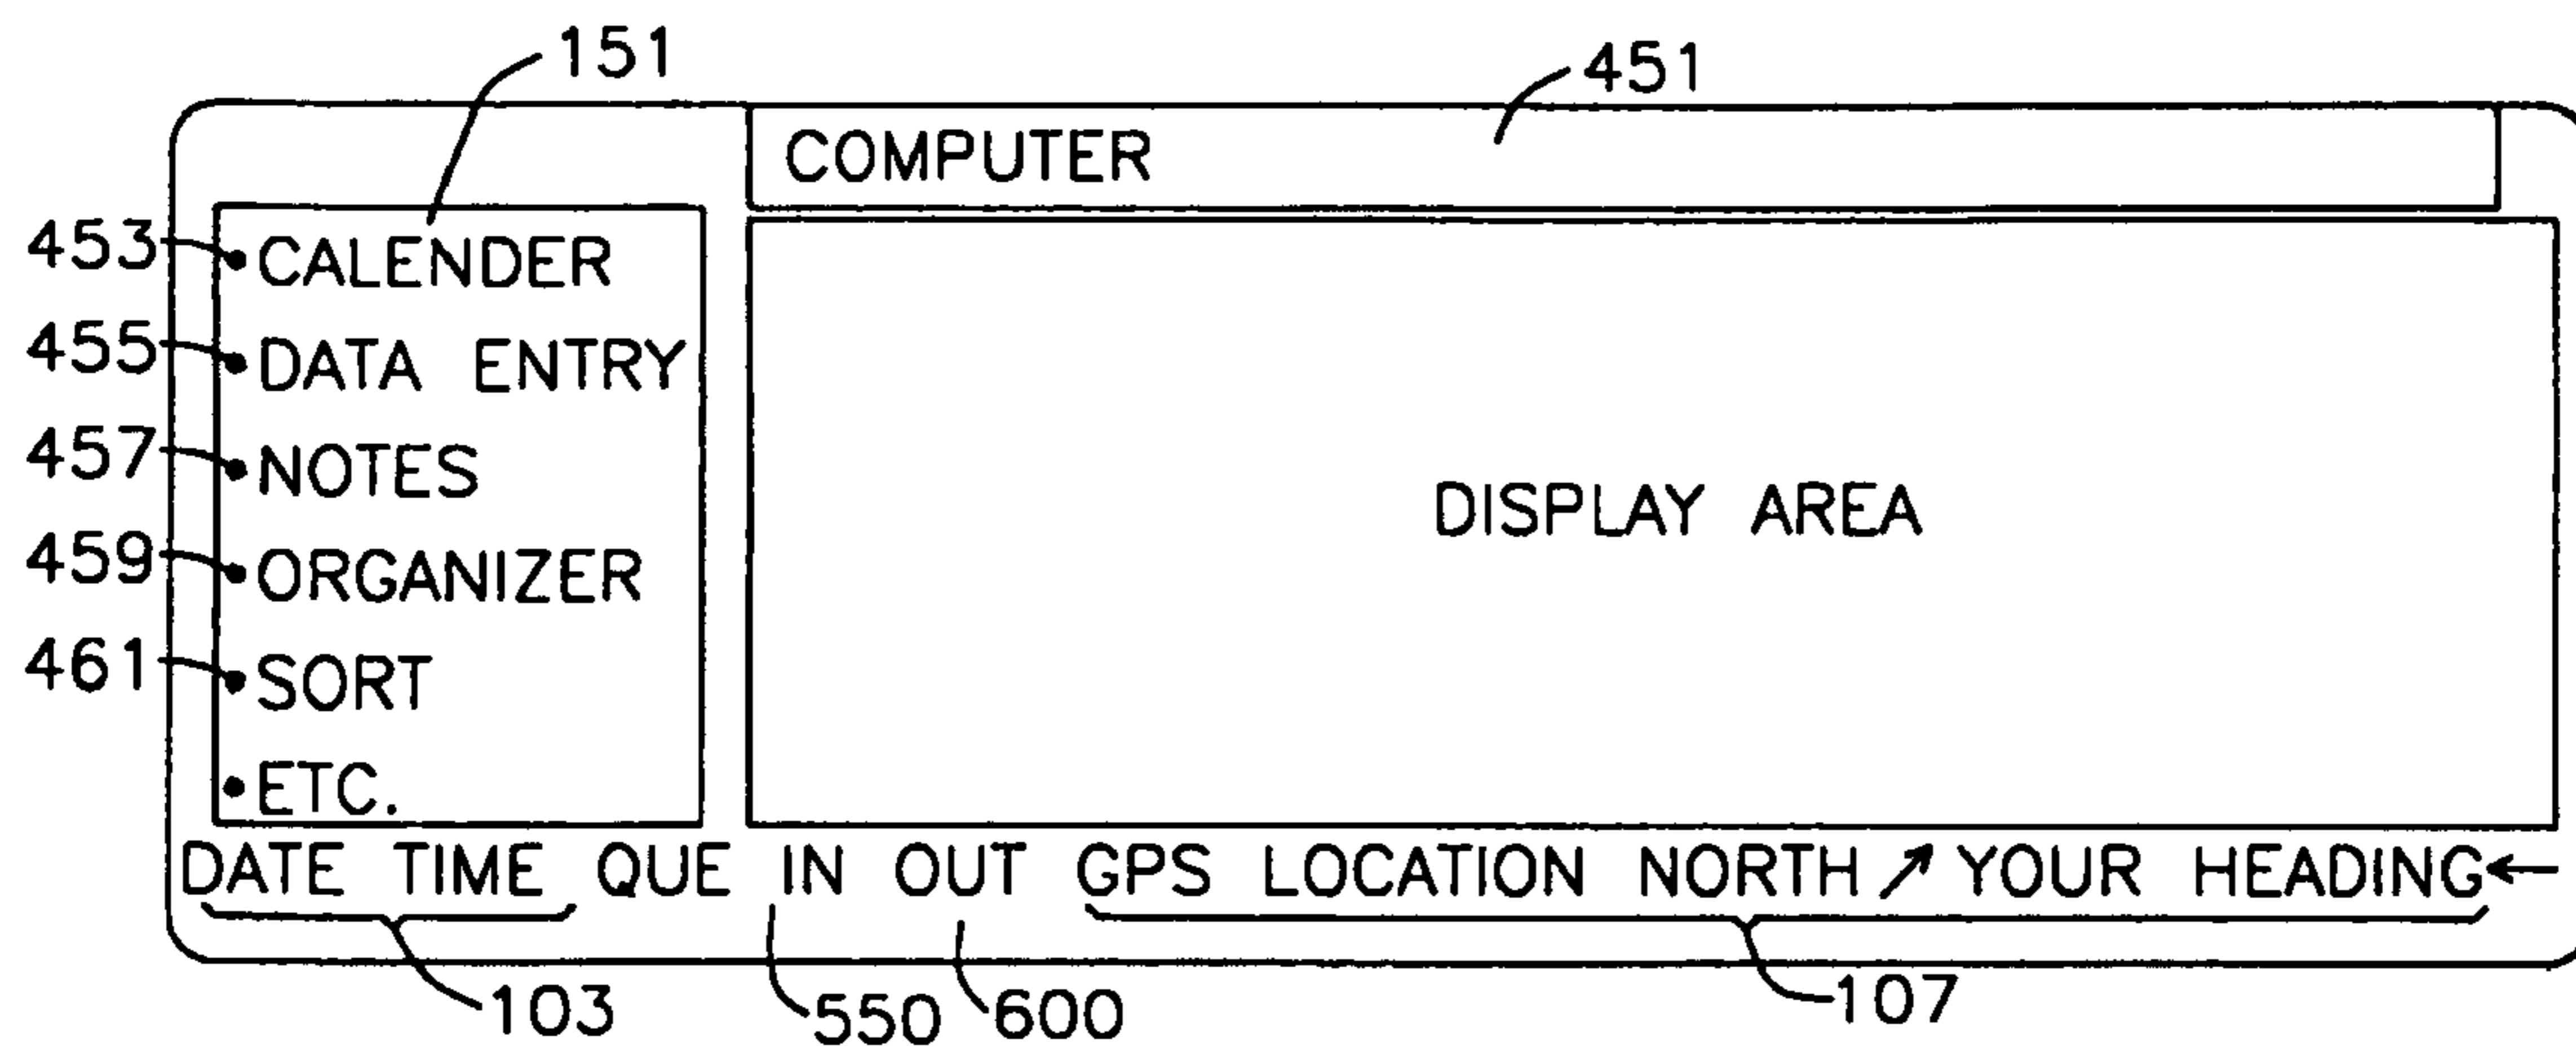 151
451
COMPUTER
453 • CALENDER
455 • DATA ENTRY
457 • NOTES
459 • ORGANIZER
461 • SORT
• ETC.
DISPLAY AREA
DATE TIME QUE IN OUT GPS LOCATION NORTH ↗ YOUR HEADING ←
103 550 600 107